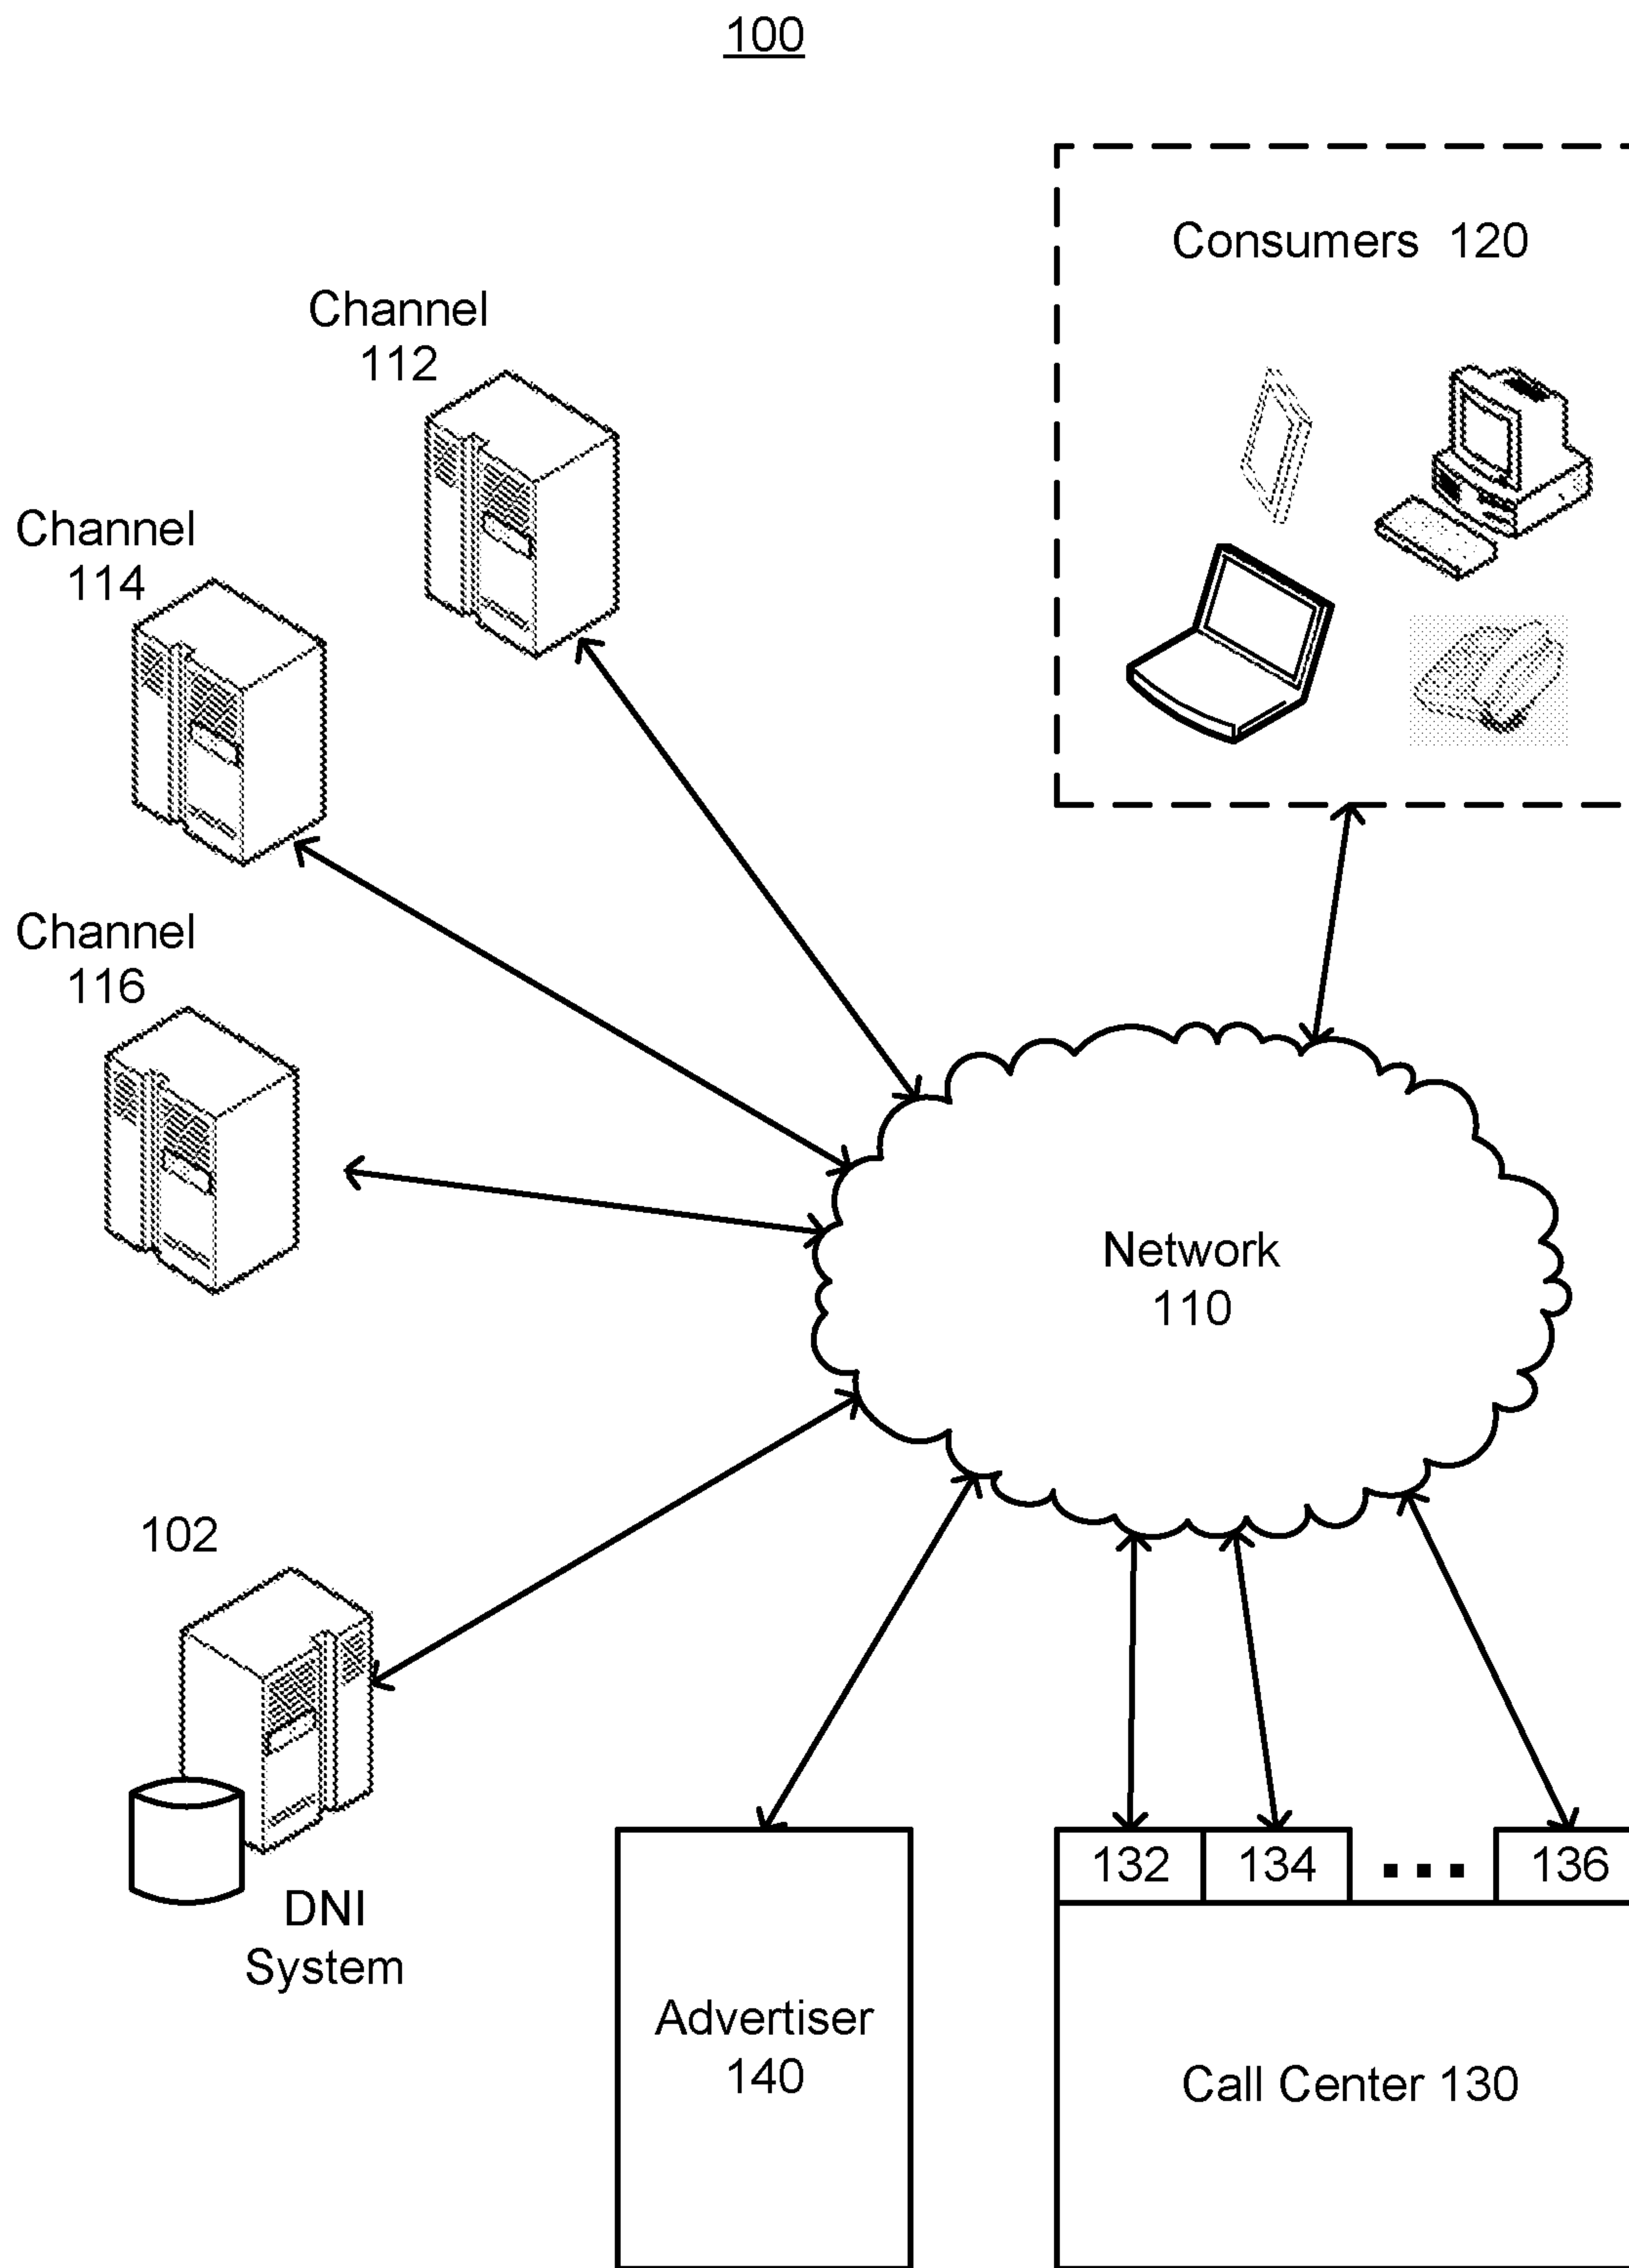 100
Consumers 120
Channel
112
Channel
114
Channel
116
Network
110
102
DNI
System
132
134
...
136
Advertiser
140
Call Center 130